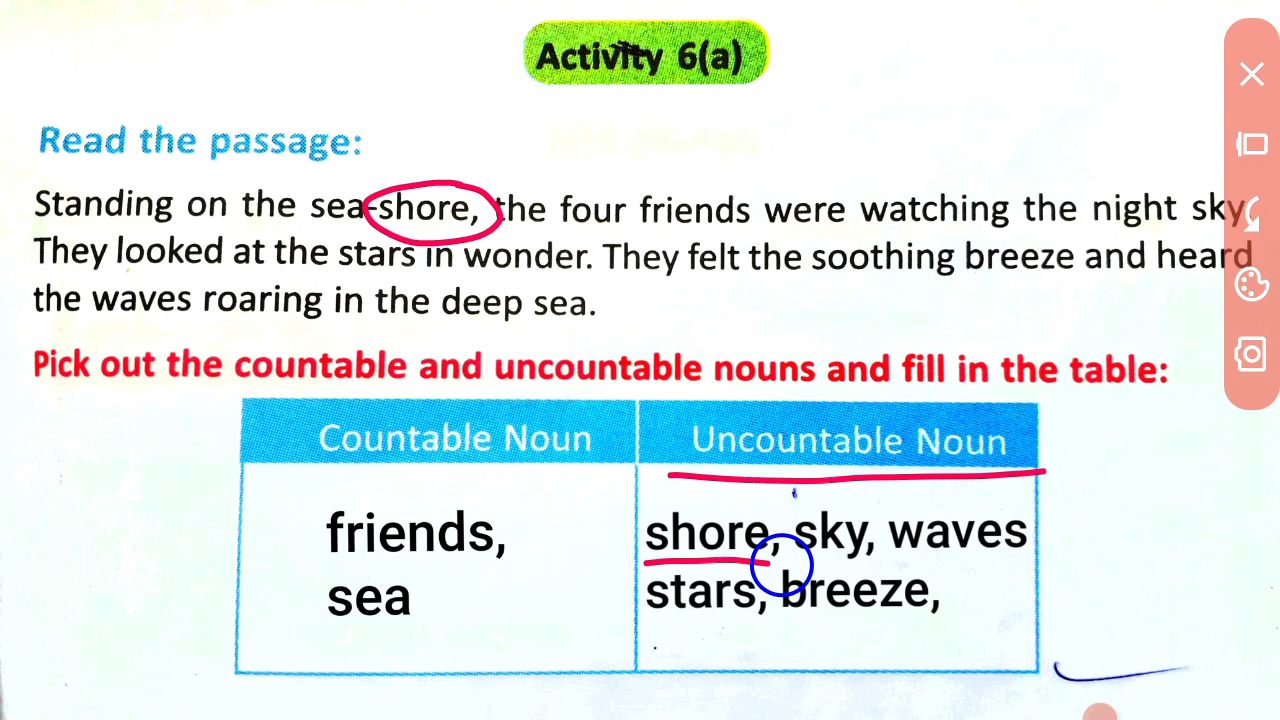 Activity 6(a)
Read the passage:
Standing on the sea-shore, the four friends were watching the night sky.
They looked at the stars in wonder. They felt the soothing breeze and heard
the waves roaring in the deep sea.
Pick out the countable and uncountable nouns and fill in the table:
Countable Noun
Uncountable Noun
friends,
sea
shore, sky, waves
stars, breeze,